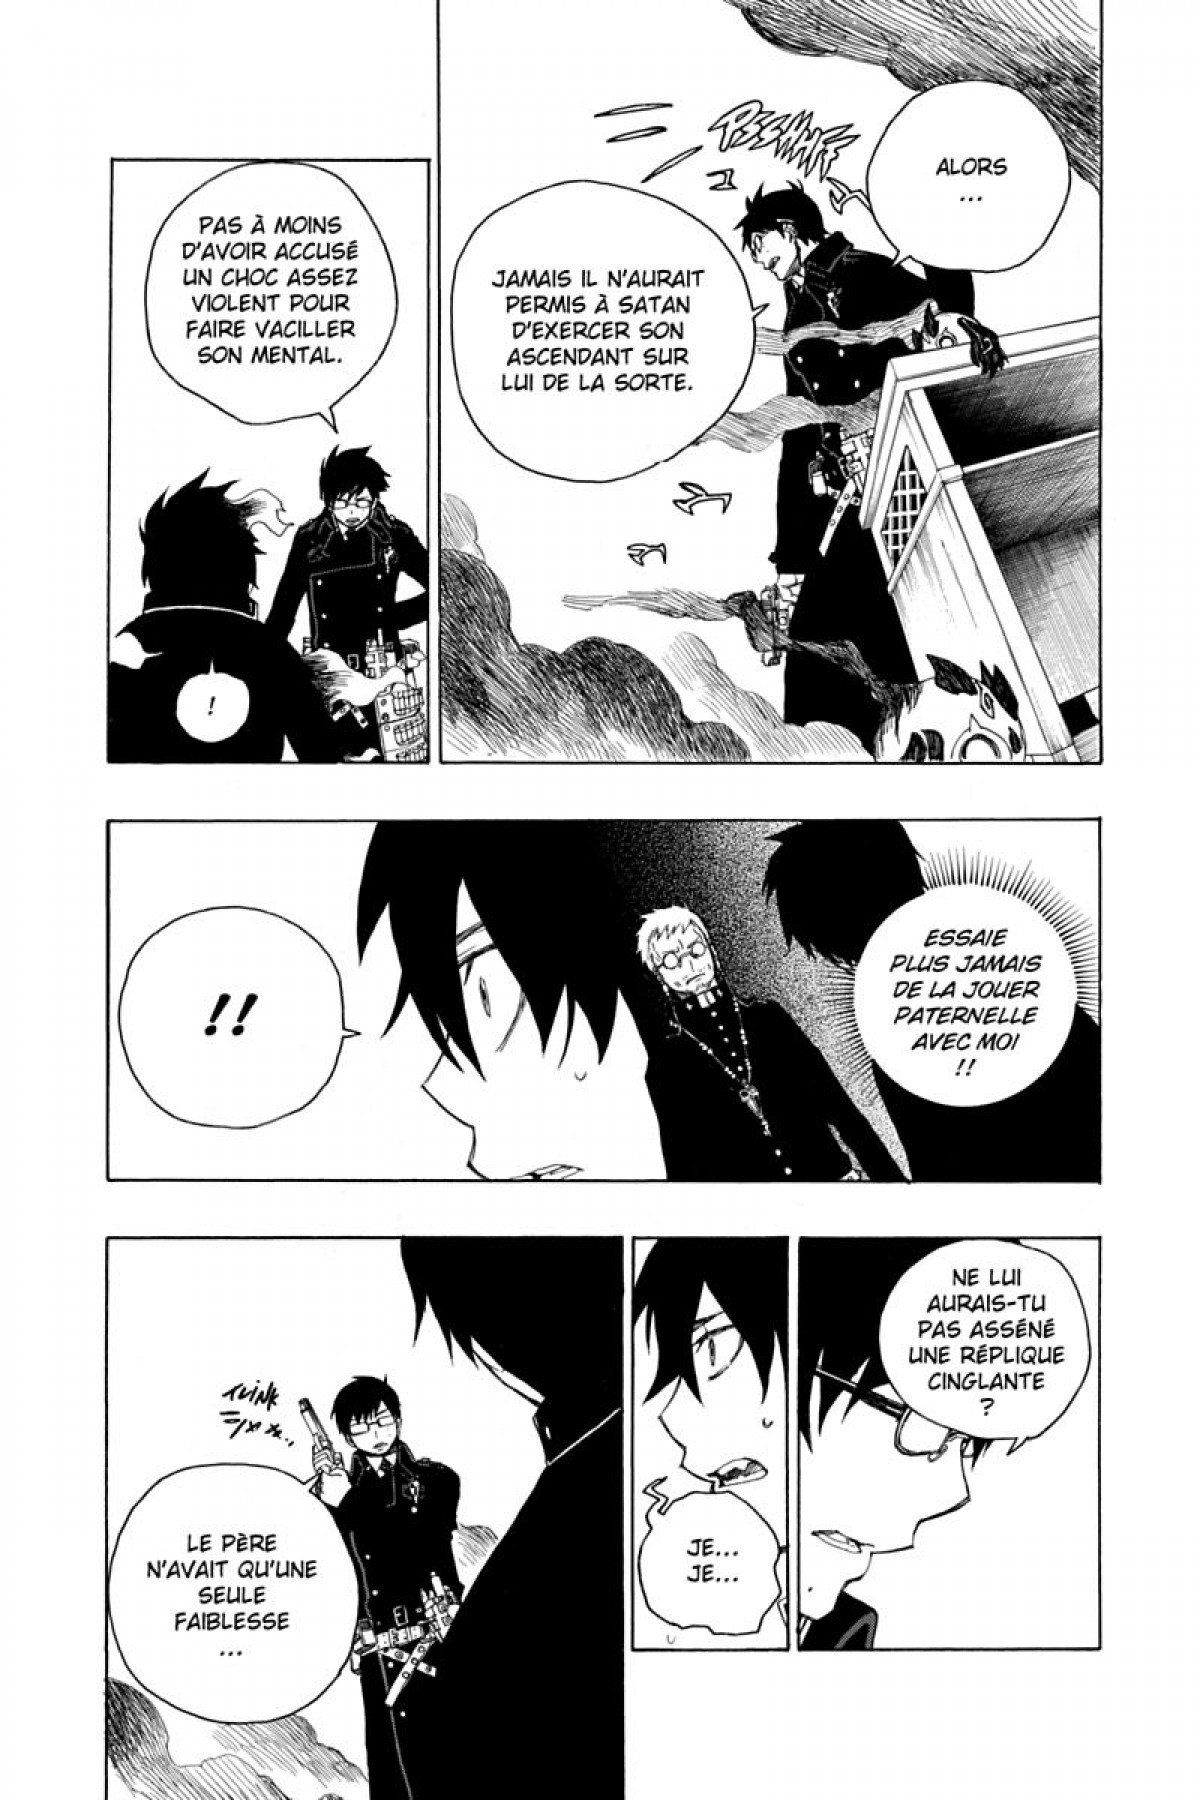 ALORS
...
PSSHHFF
JAMAIS IL N'AURAIT
PERMIS À SATAN
D'EXERCER SON
ASCENDANT SUR
LUI DE LA SORTE.
PAS À MOINS
D'AVOIR ACCUSÉ
UN CHOC ASSEZ
VIOLENT POUR
FAIRE VACILLER
SON MENTAL.
!
ESSAIE
PLUS JAMAIS
DE LA JOUER
PATERNELLE
AVEC MOI
!!
!!
NE LUI
AURAIS-TU
PAS ASSÉNÉ
UNE RÉPLIQUE
CINGLANTE
?
JE...
JE...
LE PÈRE
N'AVAIT QU'UNE
SEULE
FAIBLESSE
...